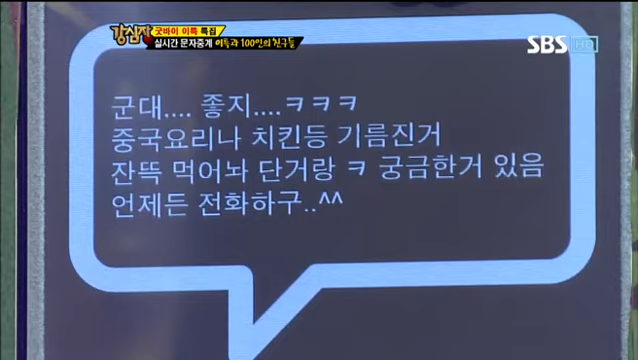 강심장
굿바이 이특 특집
실시간 문자중계 이특과 100인의 친구들
SBS HD
군대.... 좋지....ㅋㅋㅋ
중국요리나 치킨등 기름진거
잔뜩 먹어놔 단거랑 ㅋ 궁금한거 있음
언제든 전화하구..^^